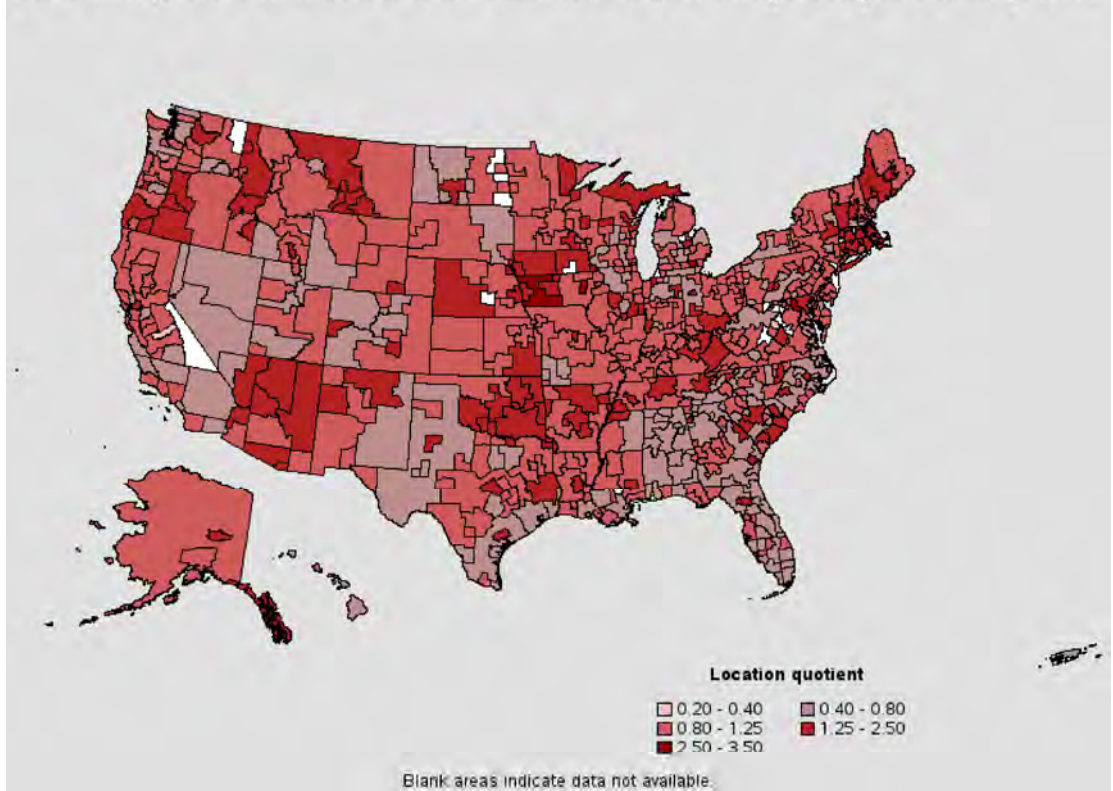 Location quotient
0.20 - 0.40 0.40 - 0.80
0.80 - 1.25 1.25 - 2.50
2.50 - 3.50
Blank areas indicate data not available.